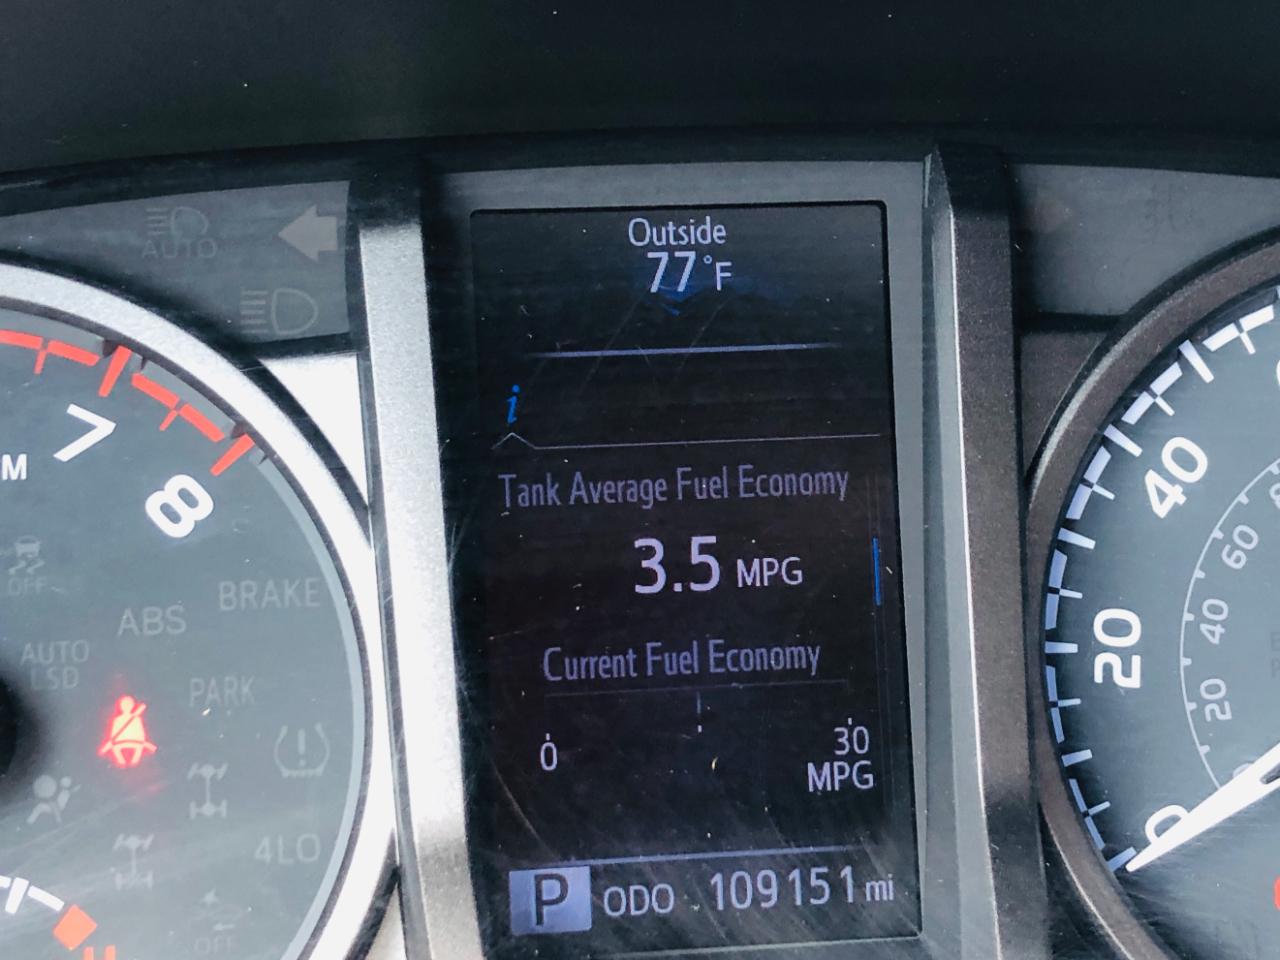 Outside
77°F
i
Tank Average Fuel Economy
3.5 MPG
Current Fuel Economy
0 30
MPG
P ODO 109151 mi
AUTO
7
8
OFF
BRAKE
ABS
AUTO
LSD
PARK
4LO
OFF
H
40
20
0
60
40
20